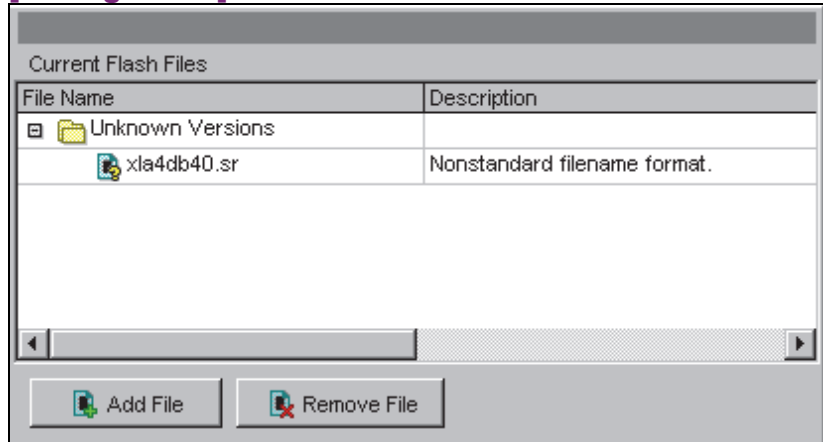 Current Flash Files
File Name Description
Unknown Versions
xla4db40.sr Nonstandard filename format.
Add File Remove File